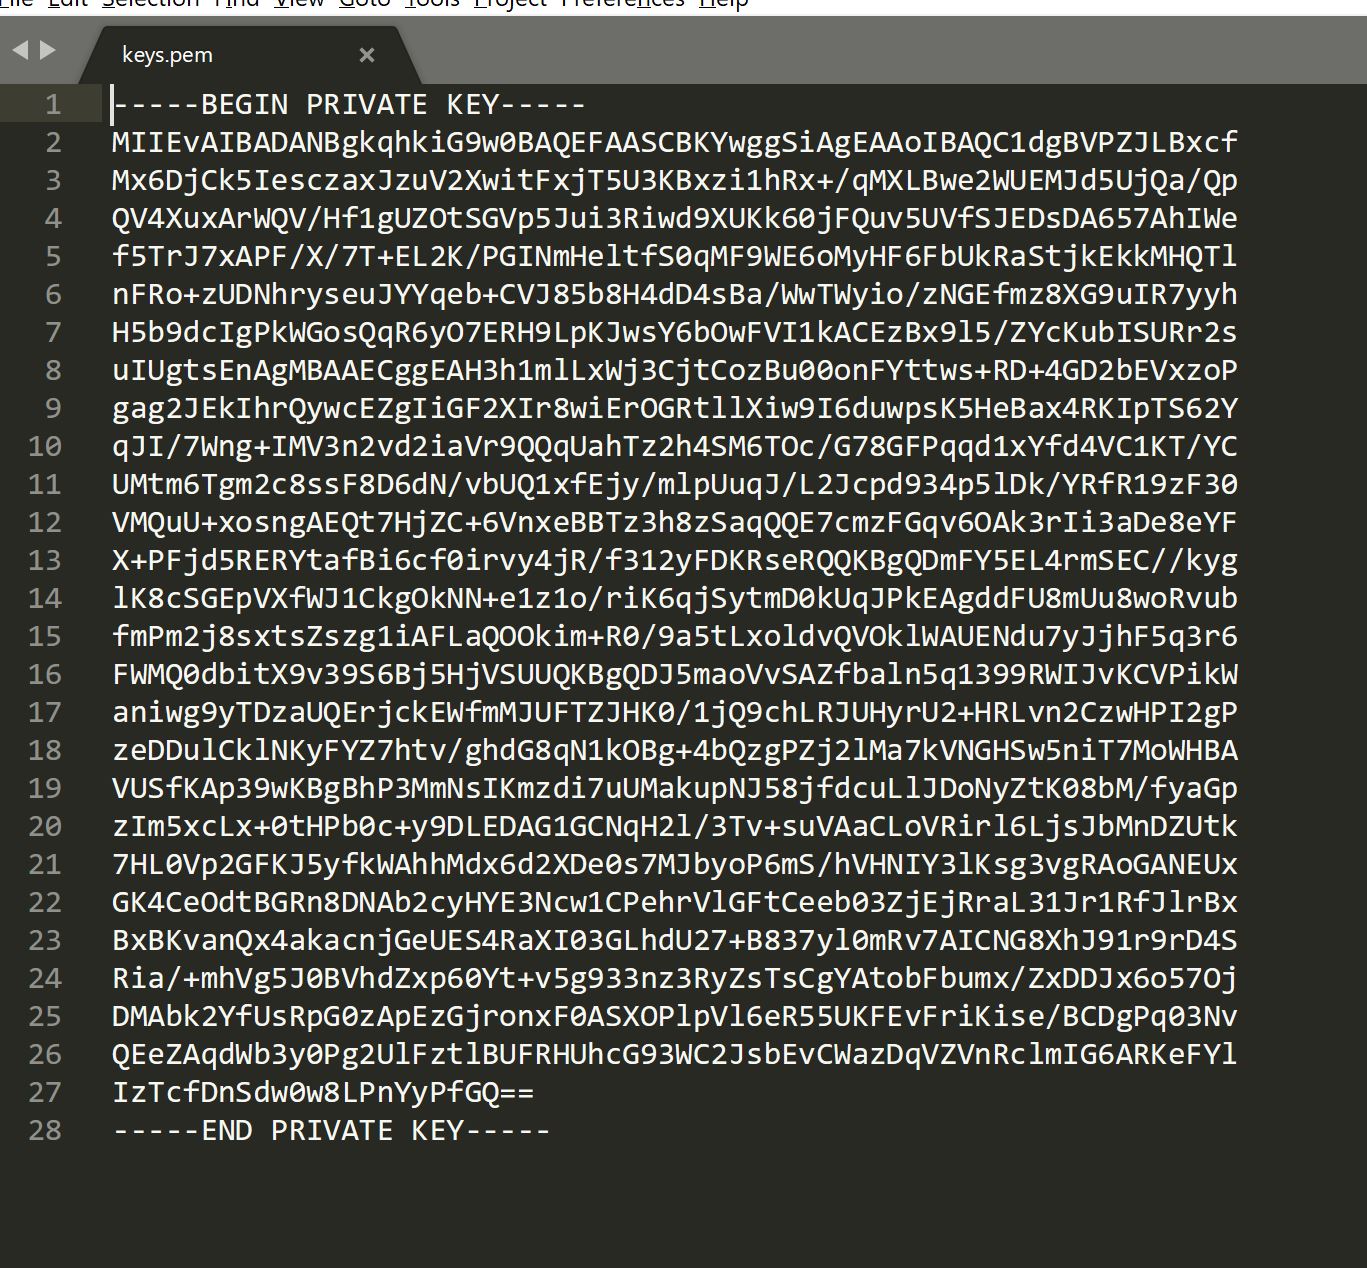 File Edit Selection Find View Goto Tools Project Preferences Help
keys.pem
1 -----BEGIN PRIVATE KEY-----
2 MIIEvAIBADANBgkqhkiG9w0BAQEFAASCBKYwggSiAgEAAoIBAQC1dgBVPZJLBxcf
3 Mx6DjCk5IesczaxJzuV2XwitFxjT5U3KBxzi1hRx+/qMXLBwe2WUEMJd5UjQa/Qp
4 QV4XuxArWQV/Hf1gUZOtSGVp5Jui3Riwd9XUKk60jFQuv5UVfSJEDsDA657AhIWe
5 f5TrJ7xAPF/X/7T+EL2K/PGINmHeltfS0qMF9WE6oMyHF6FbUkRaStjkEkkMHQTl
6 nFRo+zUDNhryseuJYYqeb+CVJ85b8H4dD4sBa/WwTWyio/zNGEfmz8XG9uIR7yyh
7 H5b9dcIgPkWGosQqR6yO7ERH9LpKJwsY6bOwFVI1kACEzBx9l5/ZYcKubISURr2s
8 uIUgtsEnAgMBAAECggEAH3h1mlLxWj3CjtCozBu00onFYttws+RD+4GD2bEVxzoP
9 gag2JEkIhrQywcEZgIiGF2XIr8wiErOGRtllXiw9I6duwpsK5HeBax4RKIpTS62Y
10 qJI/7Wng+IMV3n2vd2iaVr9QQqUahTz2h4SM6TOc/G78GFPqqd1xYfd4VC1KT/YC
11 UMtm6Tgm2c8ssF8D6dN/vbUQ1xfEjy/mlpUuqJ/L2Jcpd934p5lDk/YRfR19zF30
12 VMQuU+xosngAEQt7HjZC+6VnxeBBTz3h8zSaqQQE7cmzFGqv6OAk3rIi3aDe8eYF
13 X+PFjd5RERYtafBi6cf0irvy4jR/f312yFDKRseRQQKBgQDmFY5EL4rmSEC//kyg
14 lK8cSGEpVXfWJ1CkgOkNN+e1z1o/riK6qjSytmD0kUqJPkEAgddFU8mUu8woRvub
15 fmPm2j8sxtsZszg1iAFLaQOOkim+R0/9a5tLxoldvQVOklWAUENdu7yJjhF5q3r6
16 FWMQ0dbitX9v39S6Bj5HjVSUUQKBgQDJ5maoVvSAZfbaln5q1399RWIJvKCVPikW
17 aniwg9yTDzaUQErjckEWfmMJUFTZJHK0/1jQ9chLRJUHyrU2+HRLvn2CzwHPI2gP
18 zeDDulCklNKyFYZ7htv/ghdG8qN1kOBg+4bQzgPZj2lMa7kVNGHSw5niT7MoWHBA
19 VUSfKAp39wKBgBhP3MmNsIKmzdi7uUMakupNJ58jfdcuLlJDoNyZtK08bM/fyaGp
20 zIm5xcLx+0tHPb0c+y9DLEDAG1GCNqH2l/3Tv+suVAaCLoVRirl6LjsJbMnDZUtk
21 7HL0Vp2GFKJ5yfkWAhhMdx6d2XDe0s7MJbyoP6mS/hVHNIY3lKsg3vgRAoGANEUx
22 GK4CeOdtBGRn8DNAb2cyHYE3Ncw1CPehrVlGFtCeeb03ZjEjRraL31Jr1RfJlrBx
23 BxBKvanQx4akacnjGeUES4RaXI03GLhdU27+B837yl0mRv7AICNG8XhJ91r9rD4S
24 Ria/+mhVg5J0BVhdZxp60Yt+v5g933nz3RyZsTsCgYAtobFbumx/ZxDDJx6o57Oj
25 DMAbk2YfUsRpG0zApEzGjronxF0ASXOPlpVl6eR55UKFEvFriKise/BCDgPq03Nv
26 QEeZAqdWb3y0Pg2UlFztlBUFRHUhcG93WC2JsbEvCWazDqVZVnRclmIG6ARKeFYl
27 IzTcfDnSdw0w8LPnYyPfGQ==
28 -----END PRIVATE KEY-----